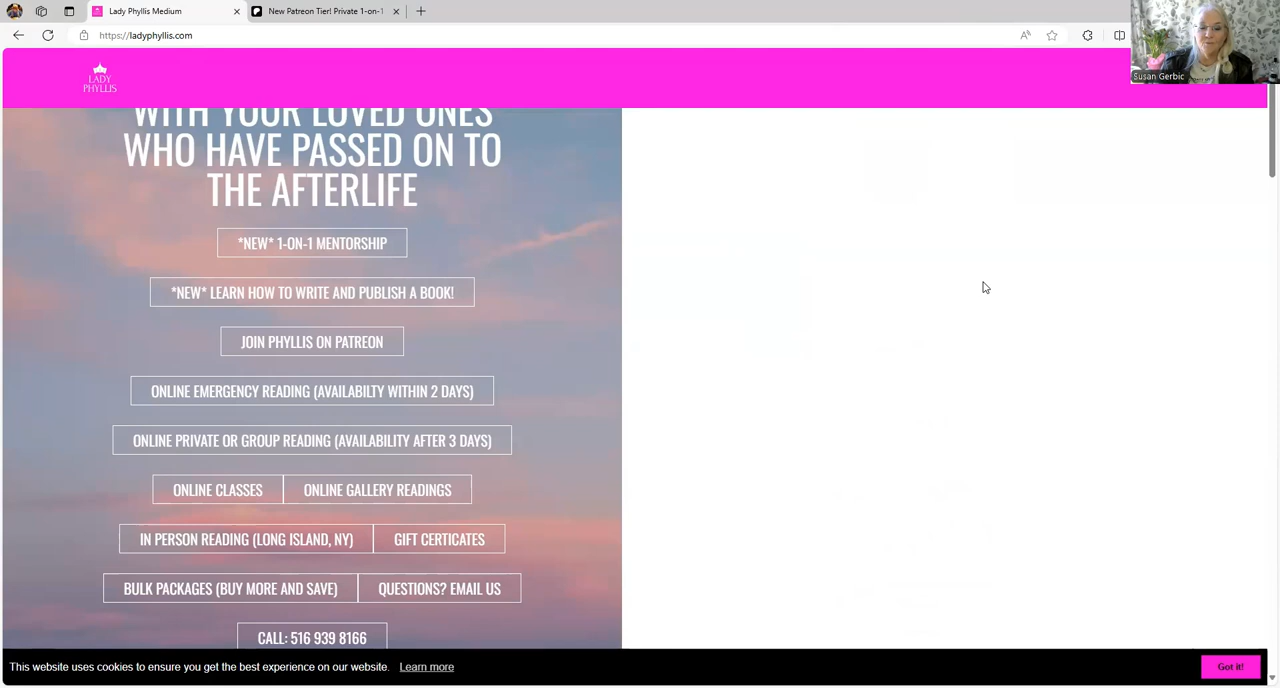 Lady Phyllis Medium
New Patreon Tier! Private 1-on-1
https://ladyphyllis.com
Susan Gerbic
LADY
PHYLLIS
WITH YOUR LOVED ONES
WHO HAVE PASSED ON TO
THE AFTERLIFE
*NEW* 1-ON-1 MENTORSHIP
*NEW* LEARN HOW TO WRITE AND PUBLISH A BOOK!
JOIN PHYLLIS ON PATREON
ONLINE EMERGENCY READING (AVAILABILTY WITHIN 2 DAYS)
ONLINE PRIVATE OR GROUP READING (AVAILABILITY AFTER 3 DAYS)
ONLINE CLASSES ONLINE GALLERY READINGS
IN PERSON READING (LONG ISLAND, NY) GIFT CERTICATES
BULK PACKAGES (BUY MORE AND SAVE) QUESTIONS? EMAIL US
CALL: 516 939 8166
This website uses cookies to ensure you get the best experience on our website. Learn more Got it!